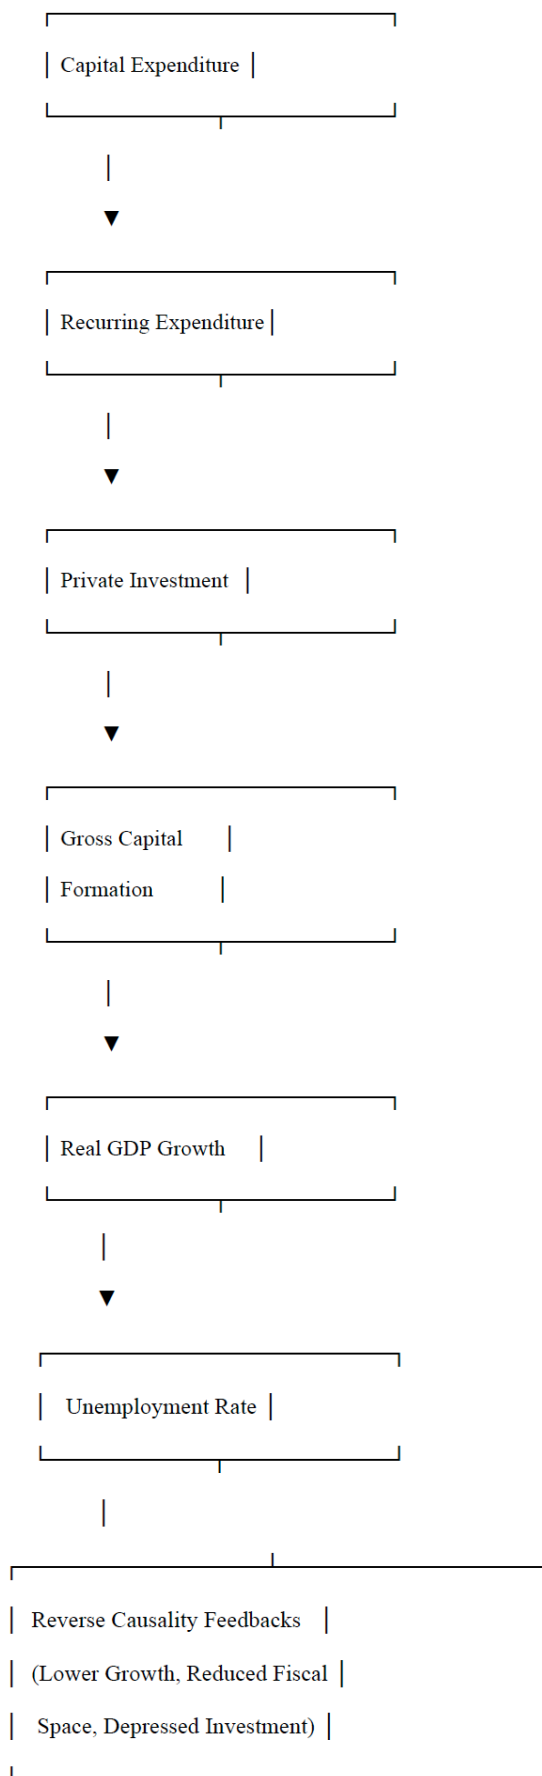 Capital Expenditure
▼
Recurring Expenditure
▼
Private Investment
▼
Gross Capital
Formation
▼
Real GDP Growth
▼
Unemployment Rate
Reverse Causality Feedbacks
(Lower Growth, Reduced Fiscal
Space, Depressed Investment)